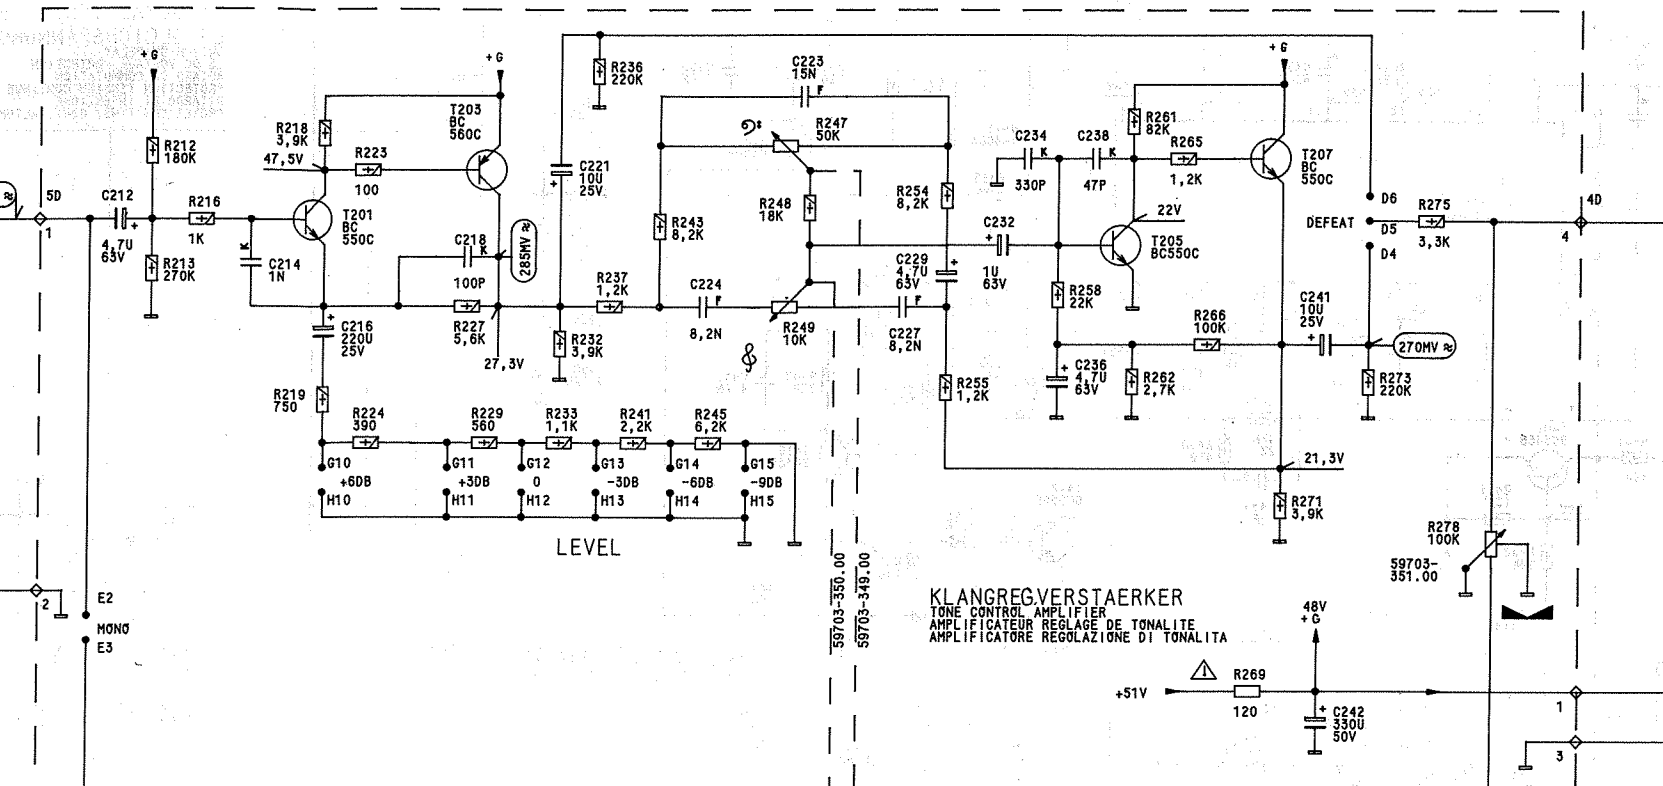 +G
R212
180K
5D
1
C212
+
4,7U
63V
R213
270K
R216
1K
K
C214
1N
R218
3,9K
47,5V
R223
100
T201
BC
550C
T203
BC
560C
+G
C218
K
100P
285MV ≈
R227
5,6K
27,3V
+
C216
220U
25V
R219
750
R224
390
R229
560
R233
1,1K
R241
2,2K
R245
6,2K
G10
G11
G12
G13
G14
G15
+6DB
+3DB
0
-3DB
-6DB
-9DB
H10
H11
H12
H13
H14
H15
LEVEL
2
E2
MONO
E3
R236
220K
C221
10U
25V
+
R232
3,9K
R237
1,2K
R243
8,2K
C223
15N
F
R247
50K
R248
18K
C224
F
8,2N
R249
10K
R254
8,2K
C229
4,7U
63V
+
F
C227
8,2N
R255
1,2K
C232
+
1U
63V
C234
K
330P
C238
K
47P
R261
82K
R265
1,2K
+G
T207
BC
550C
22V
T205
BC550C
R258
22K
C236
4,7U
63V
+
R262
2,7K
R266
100K
C241
10U
25V
+
270MV ≈
R273
220K
D6
DEFEAT
D5
D4
R275
3,3K
4D
4
21,3V
R271
3,9K
R278
100K
59703-
351.00
59703-350.00
59703-349.00
KLANGREG.VERSTAERKER
TONE CONTROL AMPLIFIER
AMPLIFICATEUR REGLAGE DE TONALITE
AMPLIFICATORE REGOLAZIONE DI TONALITA
48V
+G
+51V
R269
120
+
C242
330U
50V
1
3